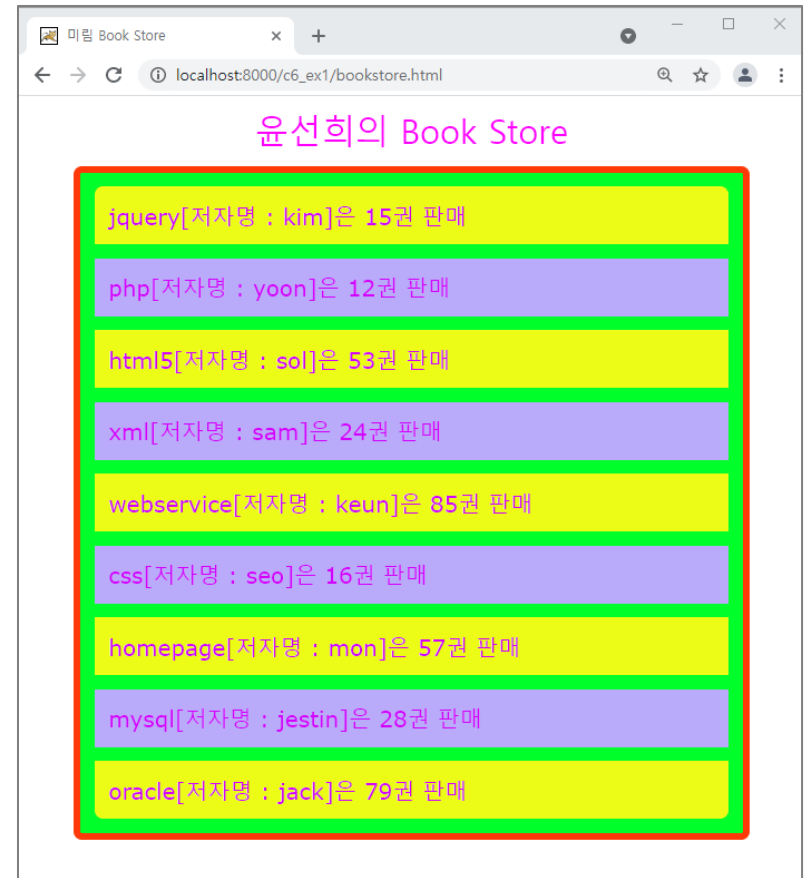 미림 Book Store
localhost:8000/c6_ex1/bookstore.html
윤선희의 Book Store
jquery[저자명 : kim]은 15권 판매
php[저자명 : yoon]은 12권 판매
html5[저자명 : sol]은 53권 판매
xml[저자명 : sam]은 24권 판매
webservice[저자명 : keun]은 85권 판매
css[저자명 : seo]은 16권 판매
homepage[저자명 : mon]은 57권 판매
mysql[저자명 : jestin]은 28권 판매
oracle[저자명 : jack]은 79권 판매